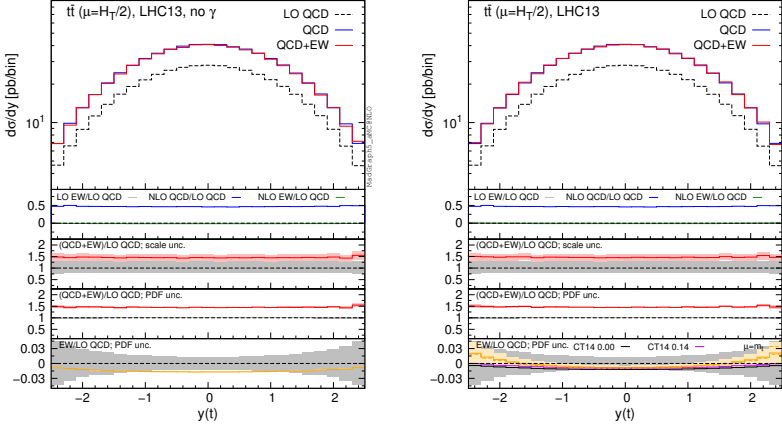 tt̄ (μ=H_T/2), LHC13, no γ
LO QCD
QCD
QCD+EW
dσ/dy [pb/bin]
10^1
MadGraph5_aMC@NLO
LO EW/LO QCD NLO QCD/LO QCD NLO EW/LO QCD
0.5
0
(QCD+EW)/LO QCD; scale unc.
2
1.5
1
0.5
(QCD+EW)/LO QCD; PDF unc.
2
1.5
1
0.5
EW/LO QCD; PDF unc.
0.03
0
−0.03
−2 −1 0 1 2
y(t)
tt̄ (μ=H_T/2), LHC13
LO QCD
QCD
QCD+EW
dσ/dy [pb/bin]
10^1
LO EW/LO QCD NLO QCD/LO QCD NLO EW/LO QCD
0.5
0
(QCD+EW)/LO QCD; scale unc.
2
1.5
1
0.5
(QCD+EW)/LO QCD; PDF unc.
2
1.5
1
0.5
EW/LO QCD; PDF unc. CT14 0.00 CT14 0.14 μ=m_t
0.03
0
−0.03
−2 −1 0 1 2
y(t)